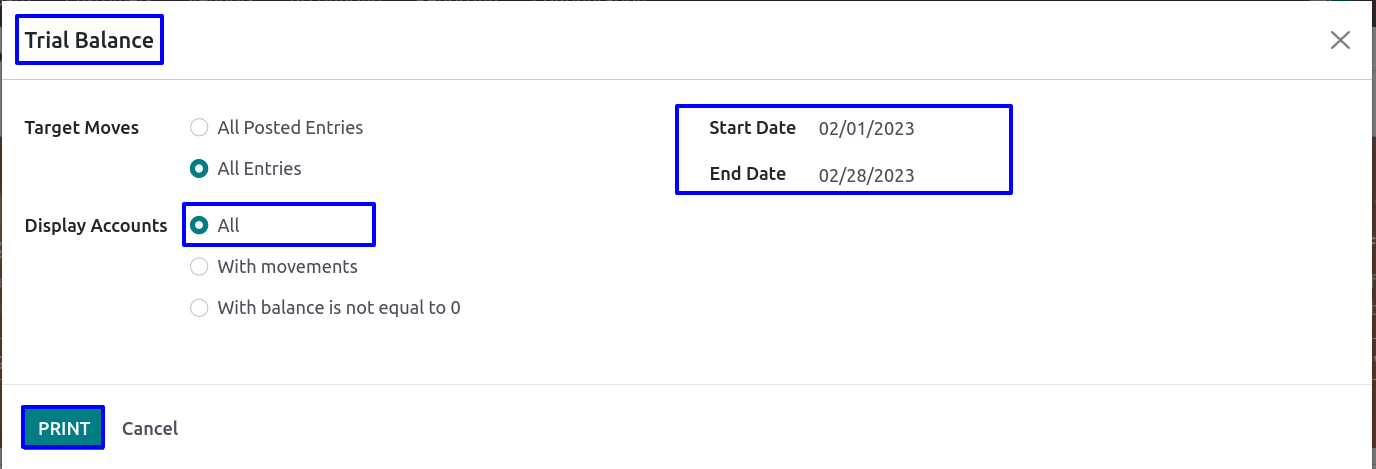 Trial Balance
Target Moves
All Posted Entries
All Entries
Start Date 02/01/2023
End Date 02/28/2023
Display Accounts
All
With movements
With balance is not equal to 0
PRINT Cancel